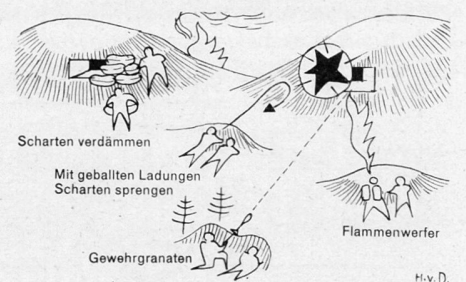 Scharten verdämmen
Mit geballten Ladungen
Scharten sprengen
Flammenwerfer
Gewehrgranaten
H.v.D.